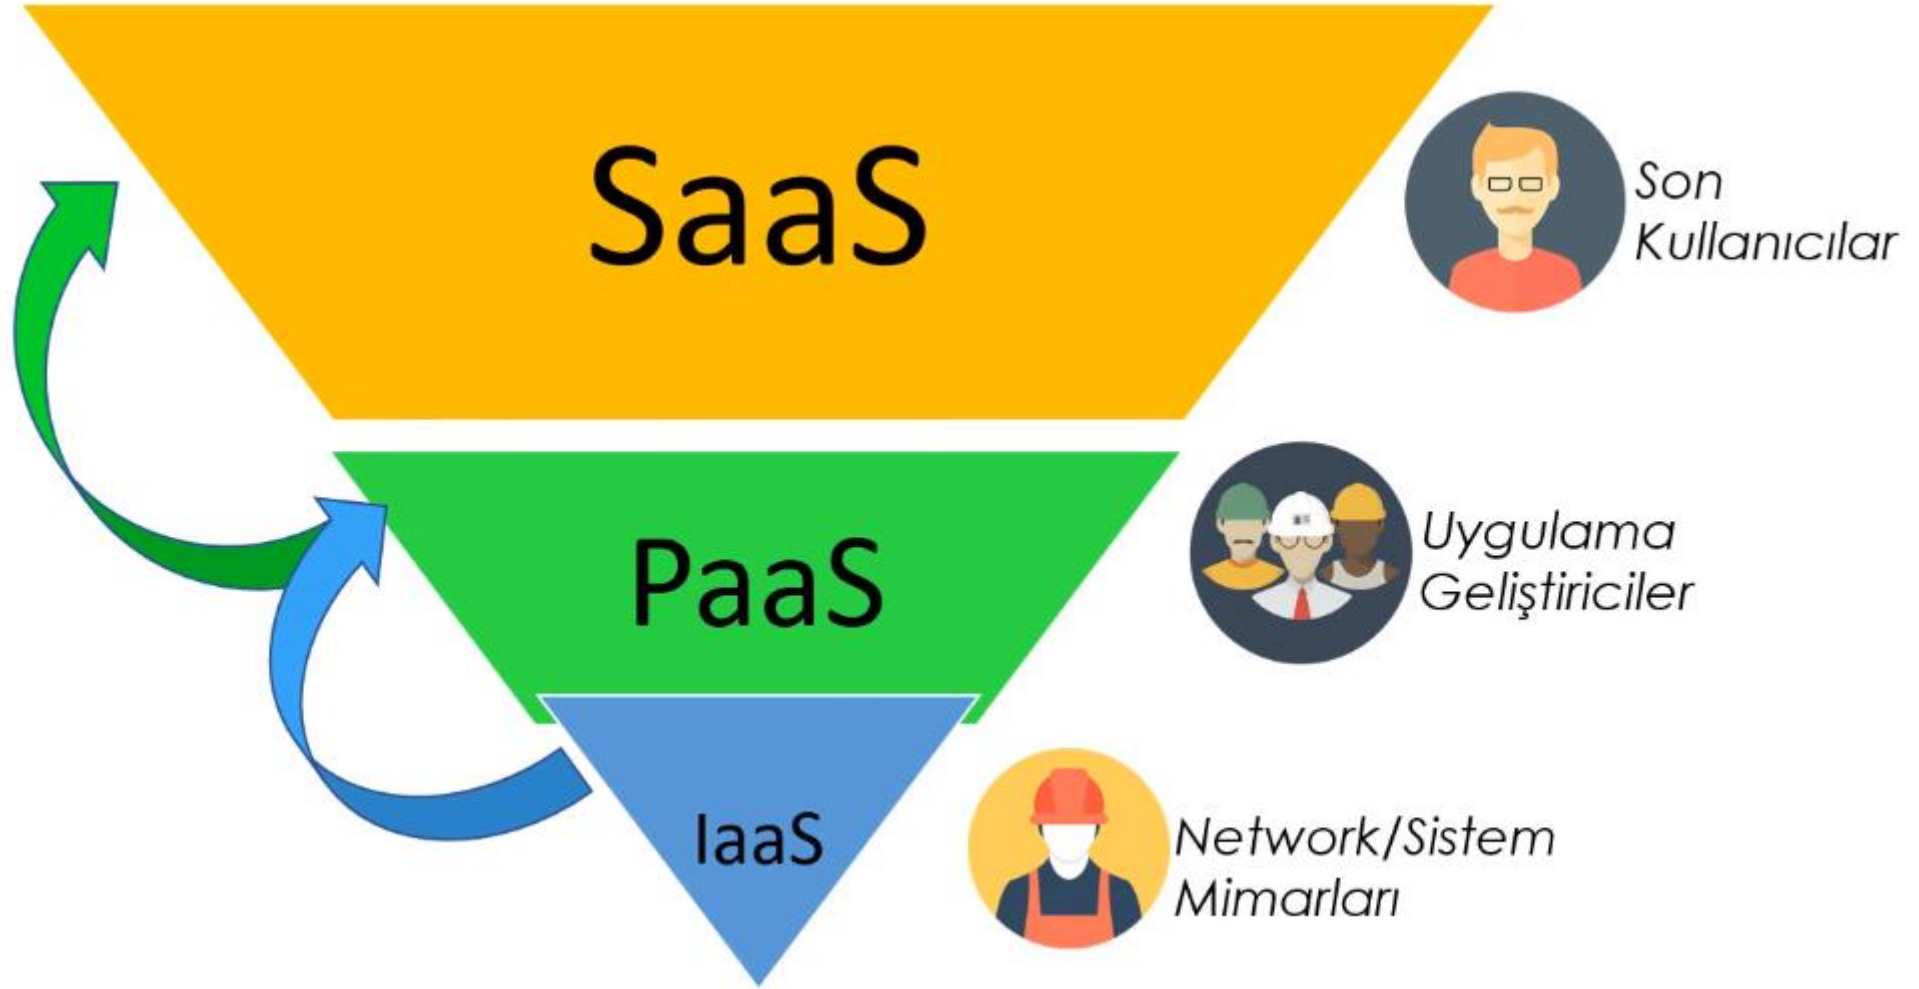 SaaS
Son
Kullanıcılar
PaaS
Uygulama
Geliştiriciler
IaaS
Network/Sistem
Mimarları